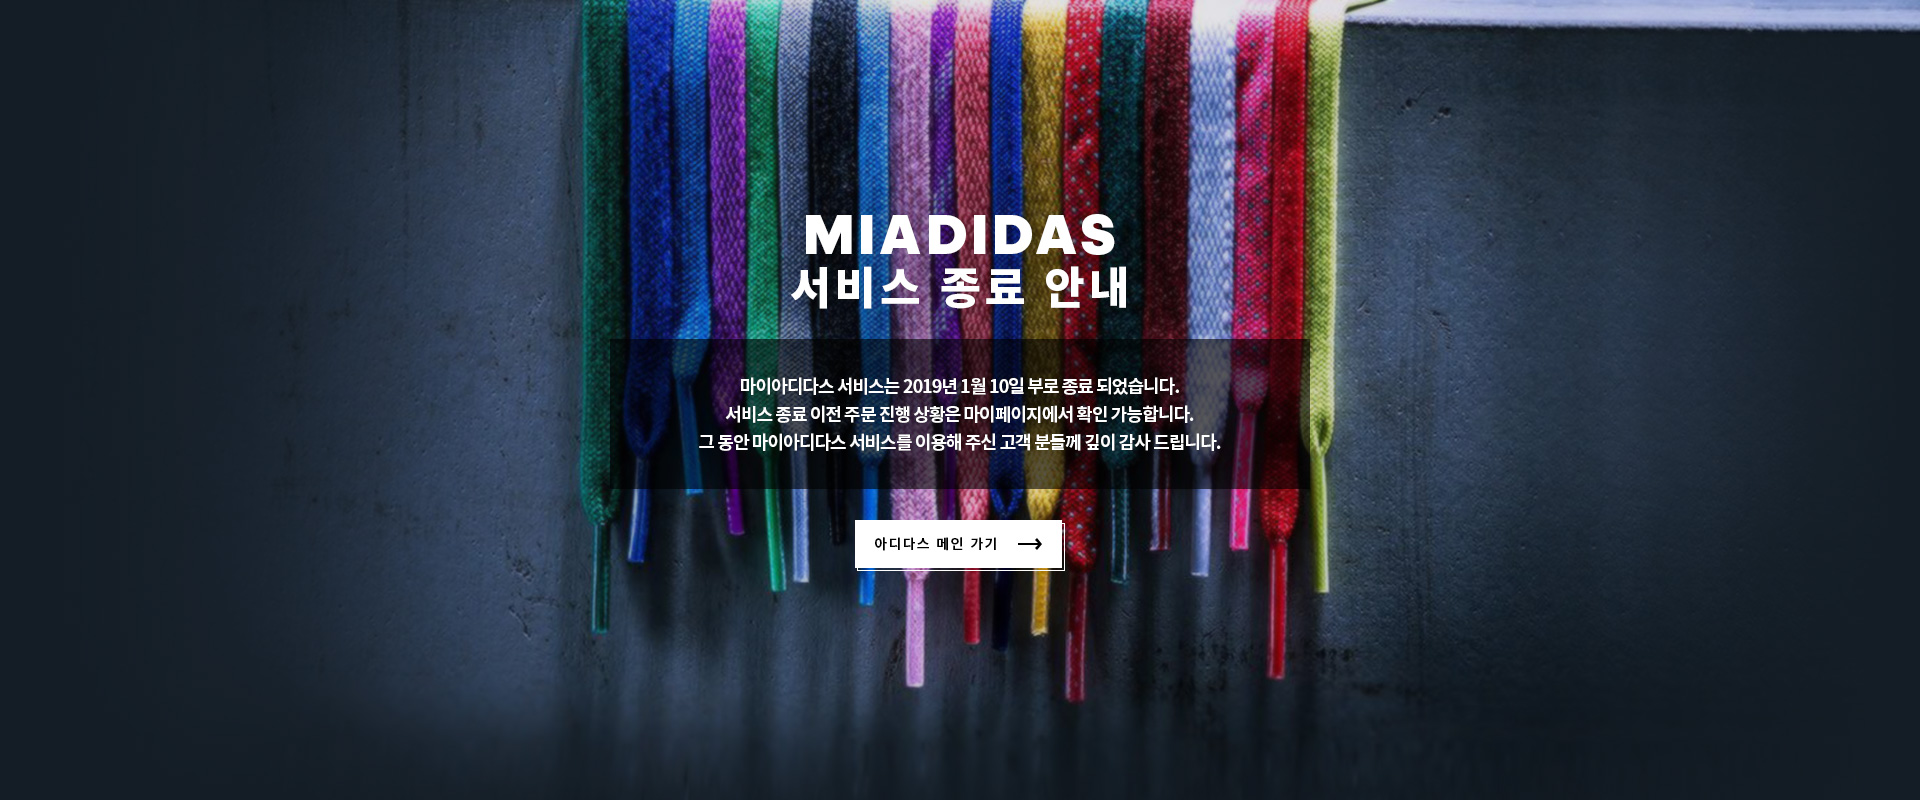 MIADIDAS
서비스 종료 안내
마이아디다스 서비스는 2019년 1월 10일 부로 종료 되었습니다.
서비스 종료 이전 주문 진행 상황은 마이페이지에서 확인 가능합니다.
그 동안 마이아디다스 서비스를 이용해 주신 고객 분들께 깊이 감사 드립니다.
아디다스 메인 가기